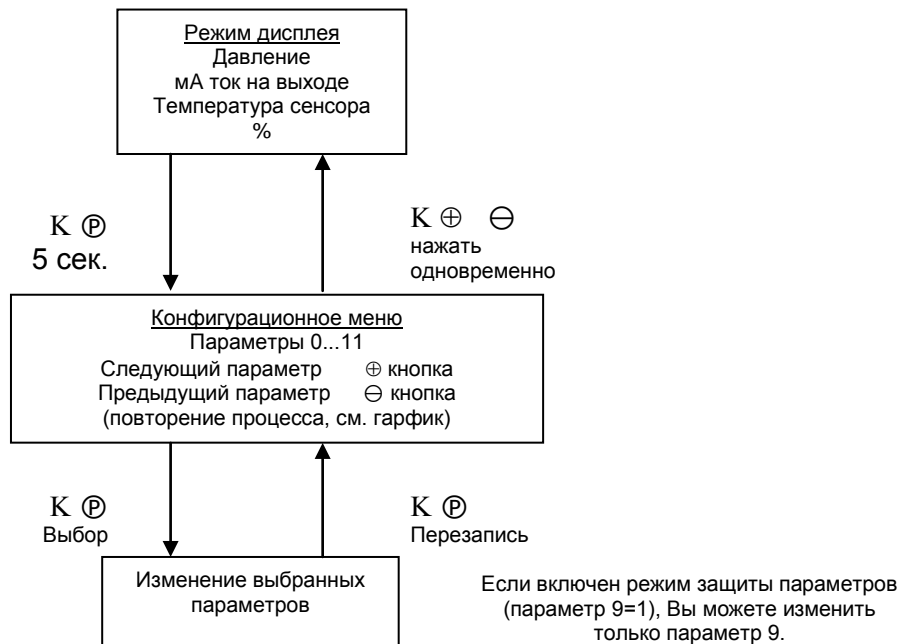 Режим дисплея
Давление
мА ток на выходе
Температура сенсора
%
К Ⓟ
5 сек.
К ⊕ ⊖
нажать
одновременно
Конфигурационное меню
Параметры 0...11
Следующий параметр ⊕ кнопка
Предыдущий параметр ⊖ кнопка
(повторение процесса, см. гарфик)
К Ⓟ
Выбор
К Ⓟ
Перезапись
Изменение выбранных
параметров
Если включен режим защиты параметров
(параметр 9=1), Вы можете изменить
только параметр 9.